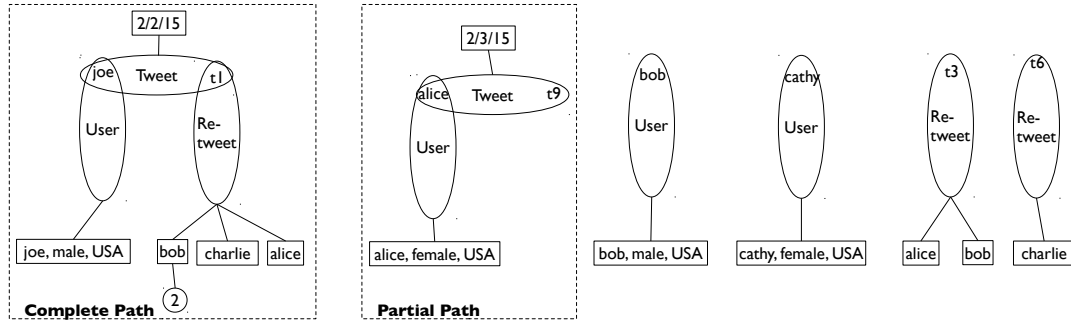 2/2/15
joe
Tweet
t1
User
Re-
tweet
joe, male, USA
bob
charlie
alice
2
Complete Path
2/3/15
alice
Tweet
t9
User
alice, female, USA
Partial Path
bob
User
bob, male, USA
cathy
User
cathy, female, USA
t3
Re-
tweet
alice
bob
t6
Re-
tweet
charlie